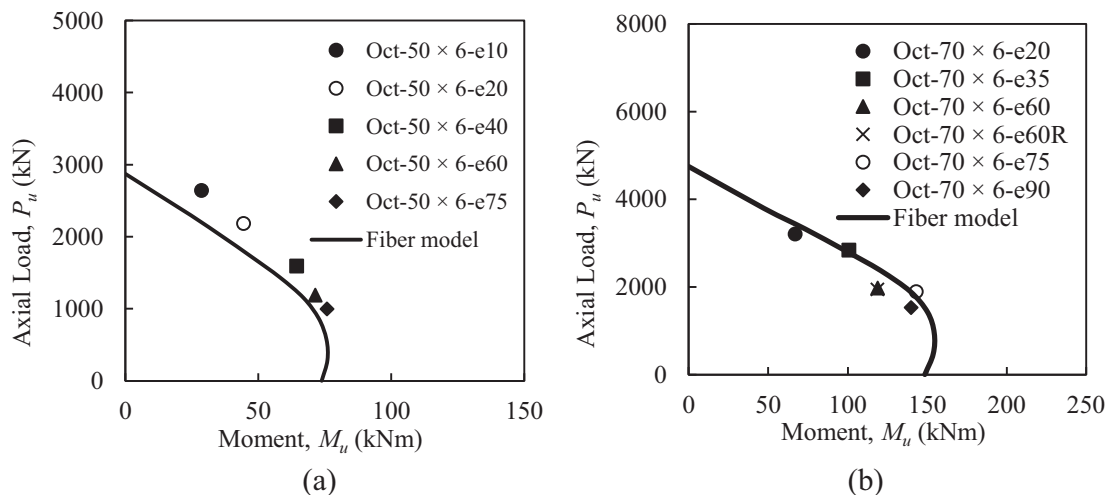 5000
4000
3000
2000
1000
0
0
50
100
150
Axial Load, Pu (kN)
Moment, Mu (kNm)
Oct-50 × 6-e10
Oct-50 × 6-e20
Oct-50 × 6-e40
Oct-50 × 6-e60
Oct-50 × 6-e75
Fiber model
(a)
8000
6000
4000
2000
0
0
50
100
150
200
250
Axial Load, Pu (kN)
Moment, Mu (kNm)
Oct-70 × 6-e20
Oct-70 × 6-e35
Oct-70 × 6-e60
Oct-70 × 6-e60R
Oct-70 × 6-e75
Oct-70 × 6-e90
Fiber model
(b)